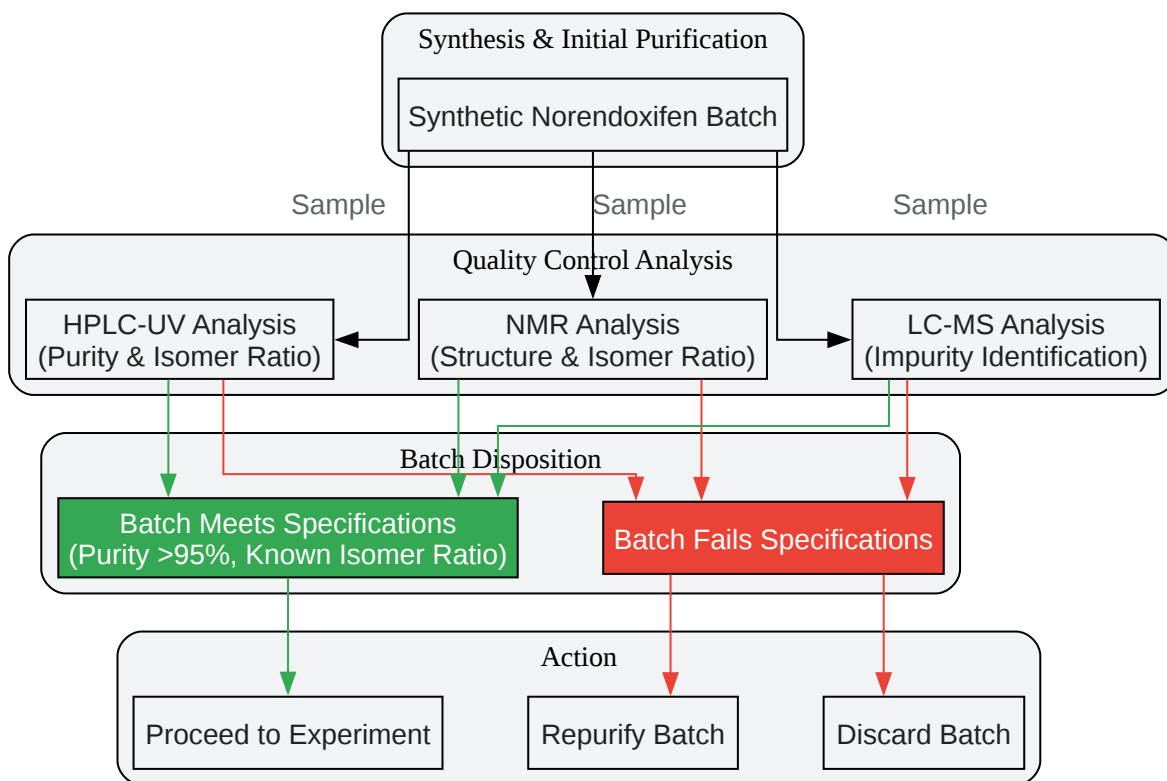 Synthesis & Initial Purification
Synthetic Norendoxifen Batch
Sample
Sample
Sample
Quality Control Analysis
HPLC-UV Analysis
(Purity & Isomer Ratio)
NMR Analysis
(Structure & Isomer Ratio)
LC-MS Analysis
(Impurity Identification)
Batch Disposition
Batch Meets Specifications
(Purity >95%, Known Isomer Ratio)
Batch Fails Specifications
Action
Proceed to Experiment
Repurify Batch
Discard Batch